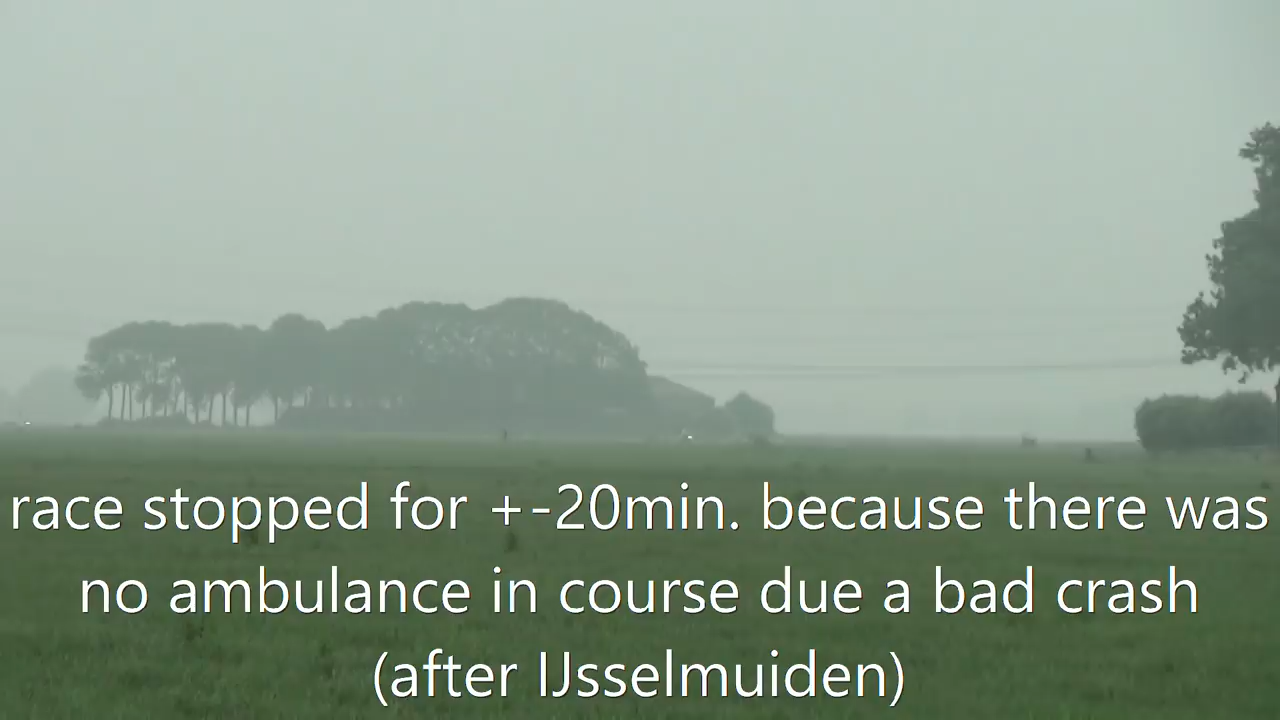 race stopped for +-20min. because there was
no ambulance in course due a bad crash
(after IJsselmuiden)